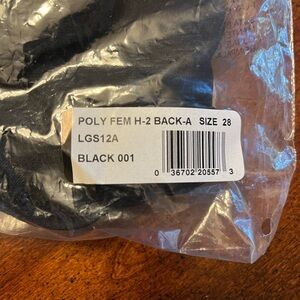 POLY FEM H-2 BACK-A SIZE 28
LGS12A
BLACK 001
0 36702 20557 3